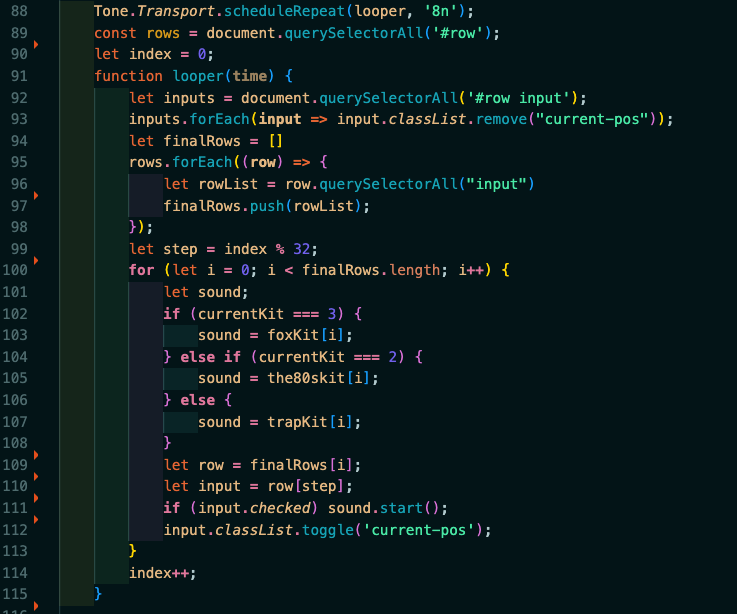 88 Tone.Transport.scheduleRepeat(looper, '8n');
89 const rows = document.querySelectorAll('#row');
90 let index = 0;
91 function looper(time) {
92 let inputs = document.querySelectorAll('#row input');
93 inputs.forEach(input => input.classList.remove("current-pos"));
94 let finalRows = []
95 rows.forEach((row) => {
96 let rowList = row.querySelectorAll("input")
97 finalRows.push(rowList);
98 });
99 let step = index % 32;
100 for (let i = 0; i < finalRows.length; i++) {
101 let sound;
102 if (currentKit === 3) {
103 sound = foxKit[i];
104 } else if (currentKit === 2) {
105 sound = the80skit[i];
106 } else {
107 sound = trapKit[i];
108 }
109 let row = finalRows[i];
110 let input = row[step];
111 if (input.checked) sound.start();
112 input.classList.toggle('current-pos');
113 }
114 index++;
115 }